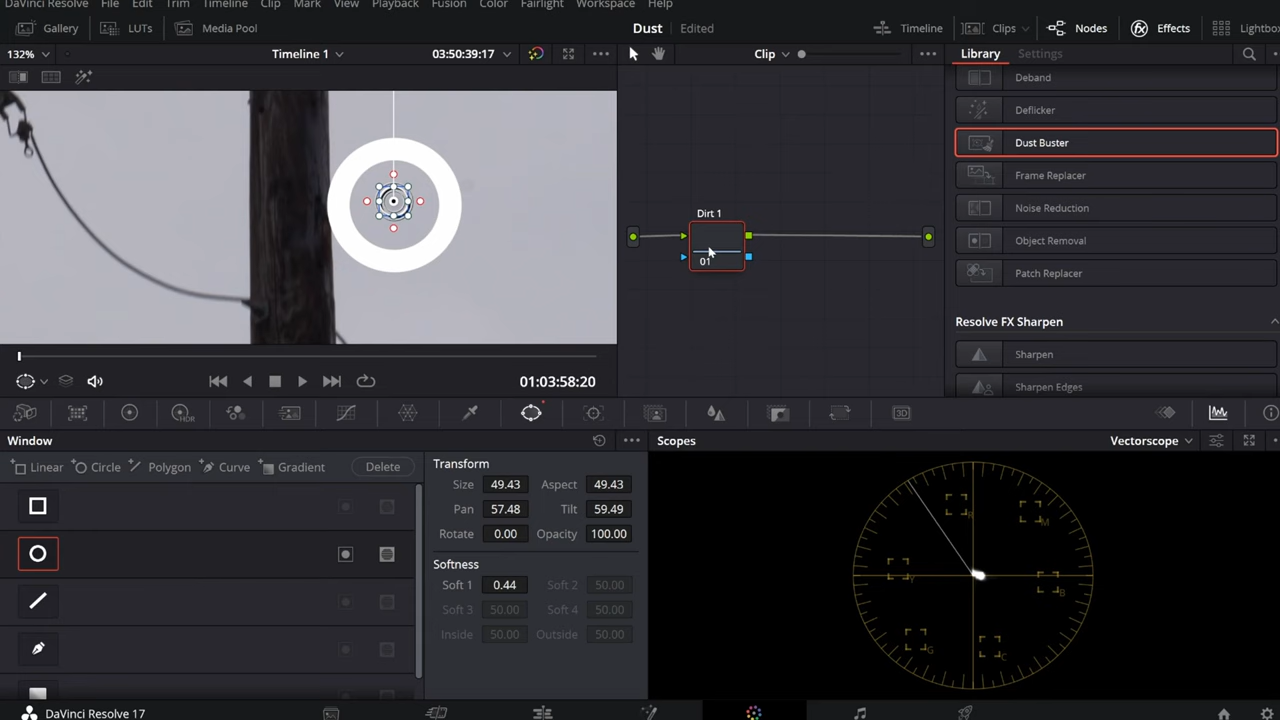 DaVinci Resolve File Edit Trim Timeline Clip Mark View Playback Fusion Color Fairlight Workspace Help
Gallery LUTs Media Pool Dust Edited Timeline Clips Nodes Effects Lightbo
132% Timeline 1 03:50:39:17 Clip Library Settings
Deband
Deflicker
Dust Buster
Frame Replacer
Noise Reduction
Dirt 1
Object Removal
01
Patch Replacer
Resolve FX Sharpen
Sharpen
01:03:58:20
Sharpen Edges
HDR
3D
Window
Scopes
Vectorscope
Linear Circle Polygon Curve Gradient Delete
Transform
Size 49.43 Aspect 49.43
Pan 57.48 Tilt 59.49
Rotate 0.00 Opacity 100.00
Softness
Soft 1 0.44 Soft 2 50.00
Soft 3 50.00 Soft 4 50.00
Inside 50.00 Outside 50.00
R
M
Y
B
G
C
DaVinci Resolve 17